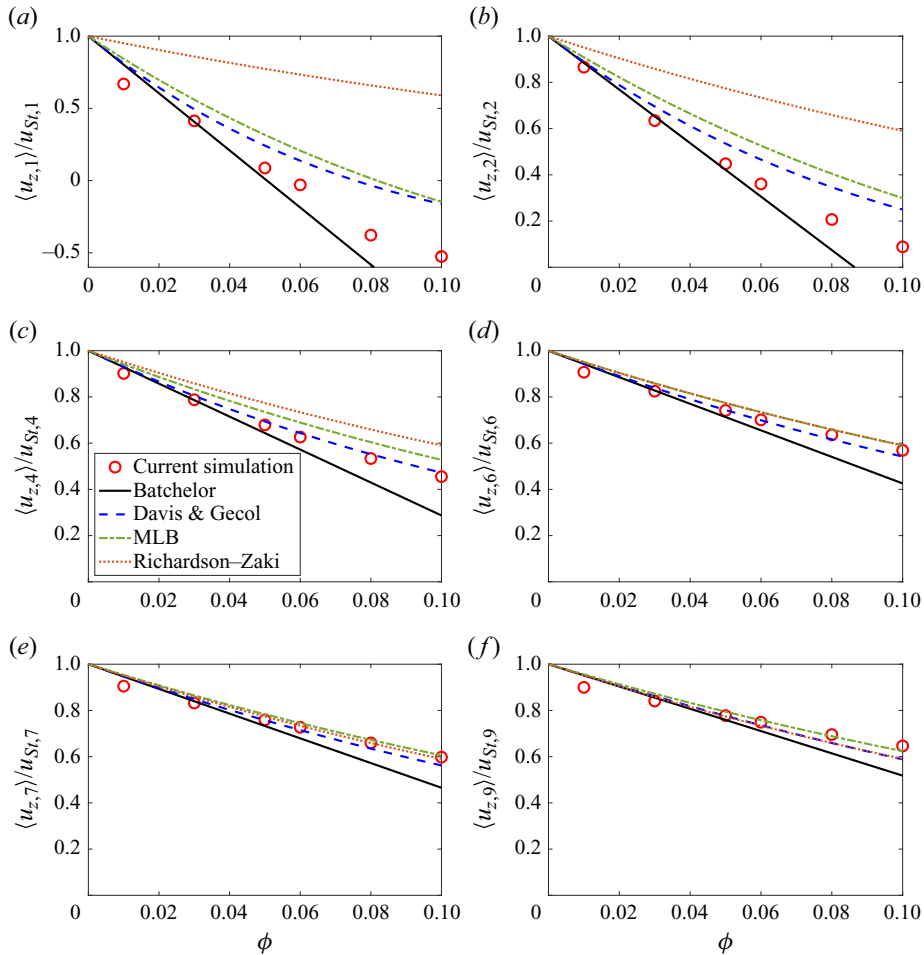 (a)
⟨u_{z,1}⟩/u_{St,1}
1.0
0.5
0
–0.5
0 0.02 0.04 0.06 0.08 0.10
(b)
⟨u_{z,2}⟩/u_{St,2}
1.0
0.8
0.6
0.4
0.2
0 0.02 0.04 0.06 0.08 0.10
(c)
⟨u_{z,4}⟩/u_{St,4}
1.0
0.8
0.6
0.4
0.2
Current simulation
Batchelor
Davis & Gecol
MLB
Richardson–Zaki
0 0.02 0.04 0.06 0.08 0.10
(d)
⟨u_{z,6}⟩/u_{St,6}
1.0
0.8
0.6
0.4
0.2
0 0.02 0.04 0.06 0.08 0.10
(e)
⟨u_{z,7}⟩/u_{St,7}
1.0
0.8
0.6
0.4
0.2
0 0.02 0.04 0.06 0.08 0.10
ϕ
(f)
⟨u_{z,9}⟩/u_{St,9}
1.0
0.8
0.6
0.4
0.2
0 0.02 0.04 0.06 0.08 0.10
ϕ